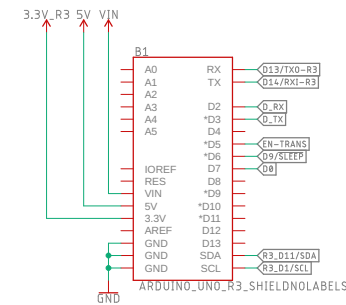 3.3V_R3 5V VIN
B1
A0 RX D13/TXO-R3
A1 TX D14/RXI-R3
A2
A3 D2 D_RX
A4 *D3 D_TX
A5 D4
*D5 EN-TRANS
*D6 D9/SLEEP
IOREF D7 D0
RES D8
VIN *D9
5V *D10
3.3V *D11
AREF D12
GND D13
GND SDA R3_D11/SDA
GND SCL R3_D1/SCL
GND
ARDUINO_UNO_R3_SHIELDNOLABELS